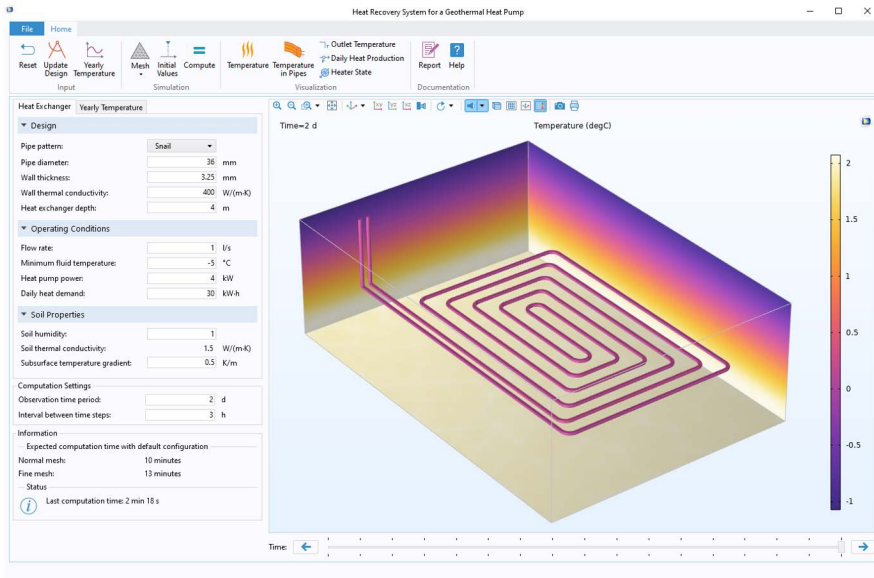 Heat Recovery System for a Geothermal Heat Pump
File Home
Reset
Update Design
Yearly Temperature
Mesh
Initial Values
Compute
Temperature
Temperature in Pipes
Outlet Temperature
Daily Heat Production
Heater State
Report
Help
Input
Simulation
Visualization
Documentation
Heat Exchanger Yearly Temperature
Design
Pipe pattern: Snail
Pipe diameter: 36 mm
Wall thickness: 3.25 mm
Wall thermal conductivity: 400 W/(m·K)
Heat exchanger depth: 4 m
Operating Conditions
Flow rate: 1 l/s
Minimum fluid temperature: -5 °C
Heat pump power: 4 kW
Daily heat demand: 30 kW·h
Soil Properties
Soil humidity: 1
Soil thermal conductivity: 1.5 W/(m·K)
Subsurface temperature gradient: 0.5 K/m
Computation Settings
Observation time period: 2 d
Interval between time steps: 3 h
Information
Expected computation time with default configuration
Normal mesh: 10 minutes
Fine mesh: 13 minutes
Status
Last computation time: 2 min 18 s
Time=2 d Temperature (degC)
2
1.5
1
0.5
0
-0.5
-1
Time: